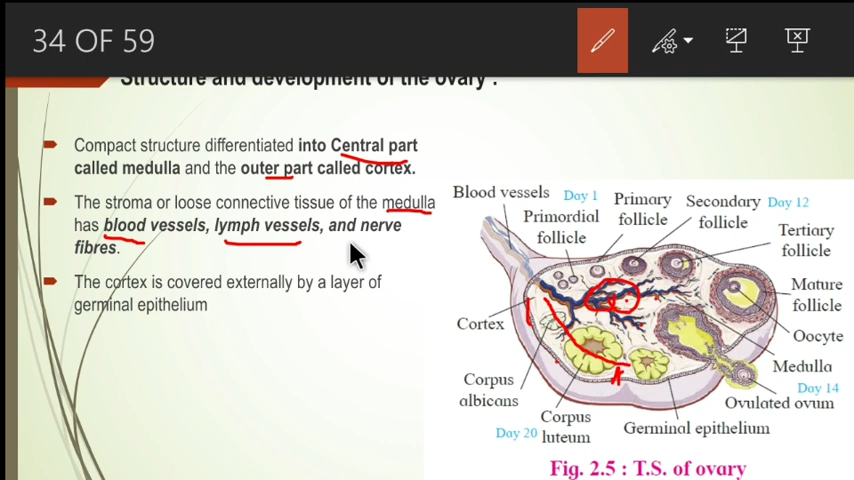 34 OF 59
Structure and development of the ovary :
Compact structure differentiated into Central part
called medulla and the outer part called cortex.
The stroma or loose connective tissue of the medulla
has blood vessels, lymph vessels, and nerve
fibres.
The cortex is covered externally by a layer of
germinal epithelium
Blood vessels
Day 1
Primordial
follicle
Primary
follicle
Secondary
follicle
Day 12
Tertiary
follicle
Mature
follicle
Oocyte
Medulla
Day 14
Ovulated ovum
Germinal epithelium
Corpus
luteum
Day 20
Corpus
albicans
Cortex
Fig. 2.5 : T.S. of ovary